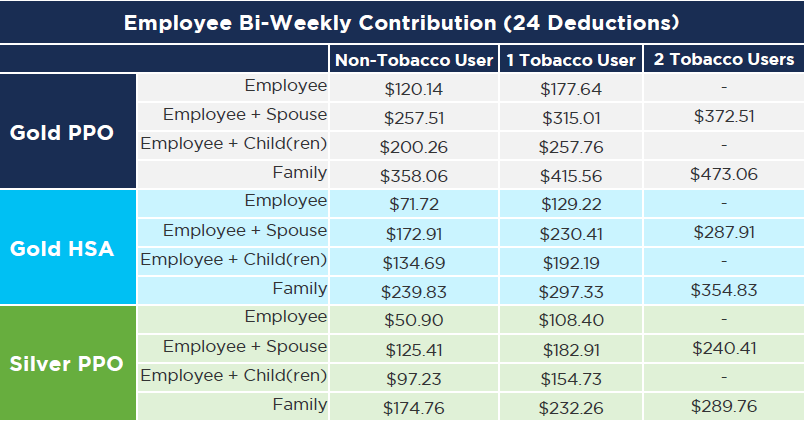 Employee Bi-Weekly Contribution (24 Deductions)
Non-Tobacco User 1 Tobacco User 2 Tobacco Users
Gold PPO
Employee $120.14 $177.64 -
Employee + Spouse $257.51 $315.01 $372.51
Employee + Child(ren) $200.26 $257.76 -
Family $358.06 $415.56 $473.06
Gold HSA
Employee $71.72 $129.22 -
Employee + Spouse $172.91 $230.41 $287.91
Employee + Child(ren) $134.69 $192.19 -
Family $239.83 $297.33 $354.83
Silver PPO
Employee $50.90 $108.40 -
Employee + Spouse $125.41 $182.91 $240.41
Employee + Child(ren) $97.23 $154.73 -
Family $174.76 $232.26 $289.76